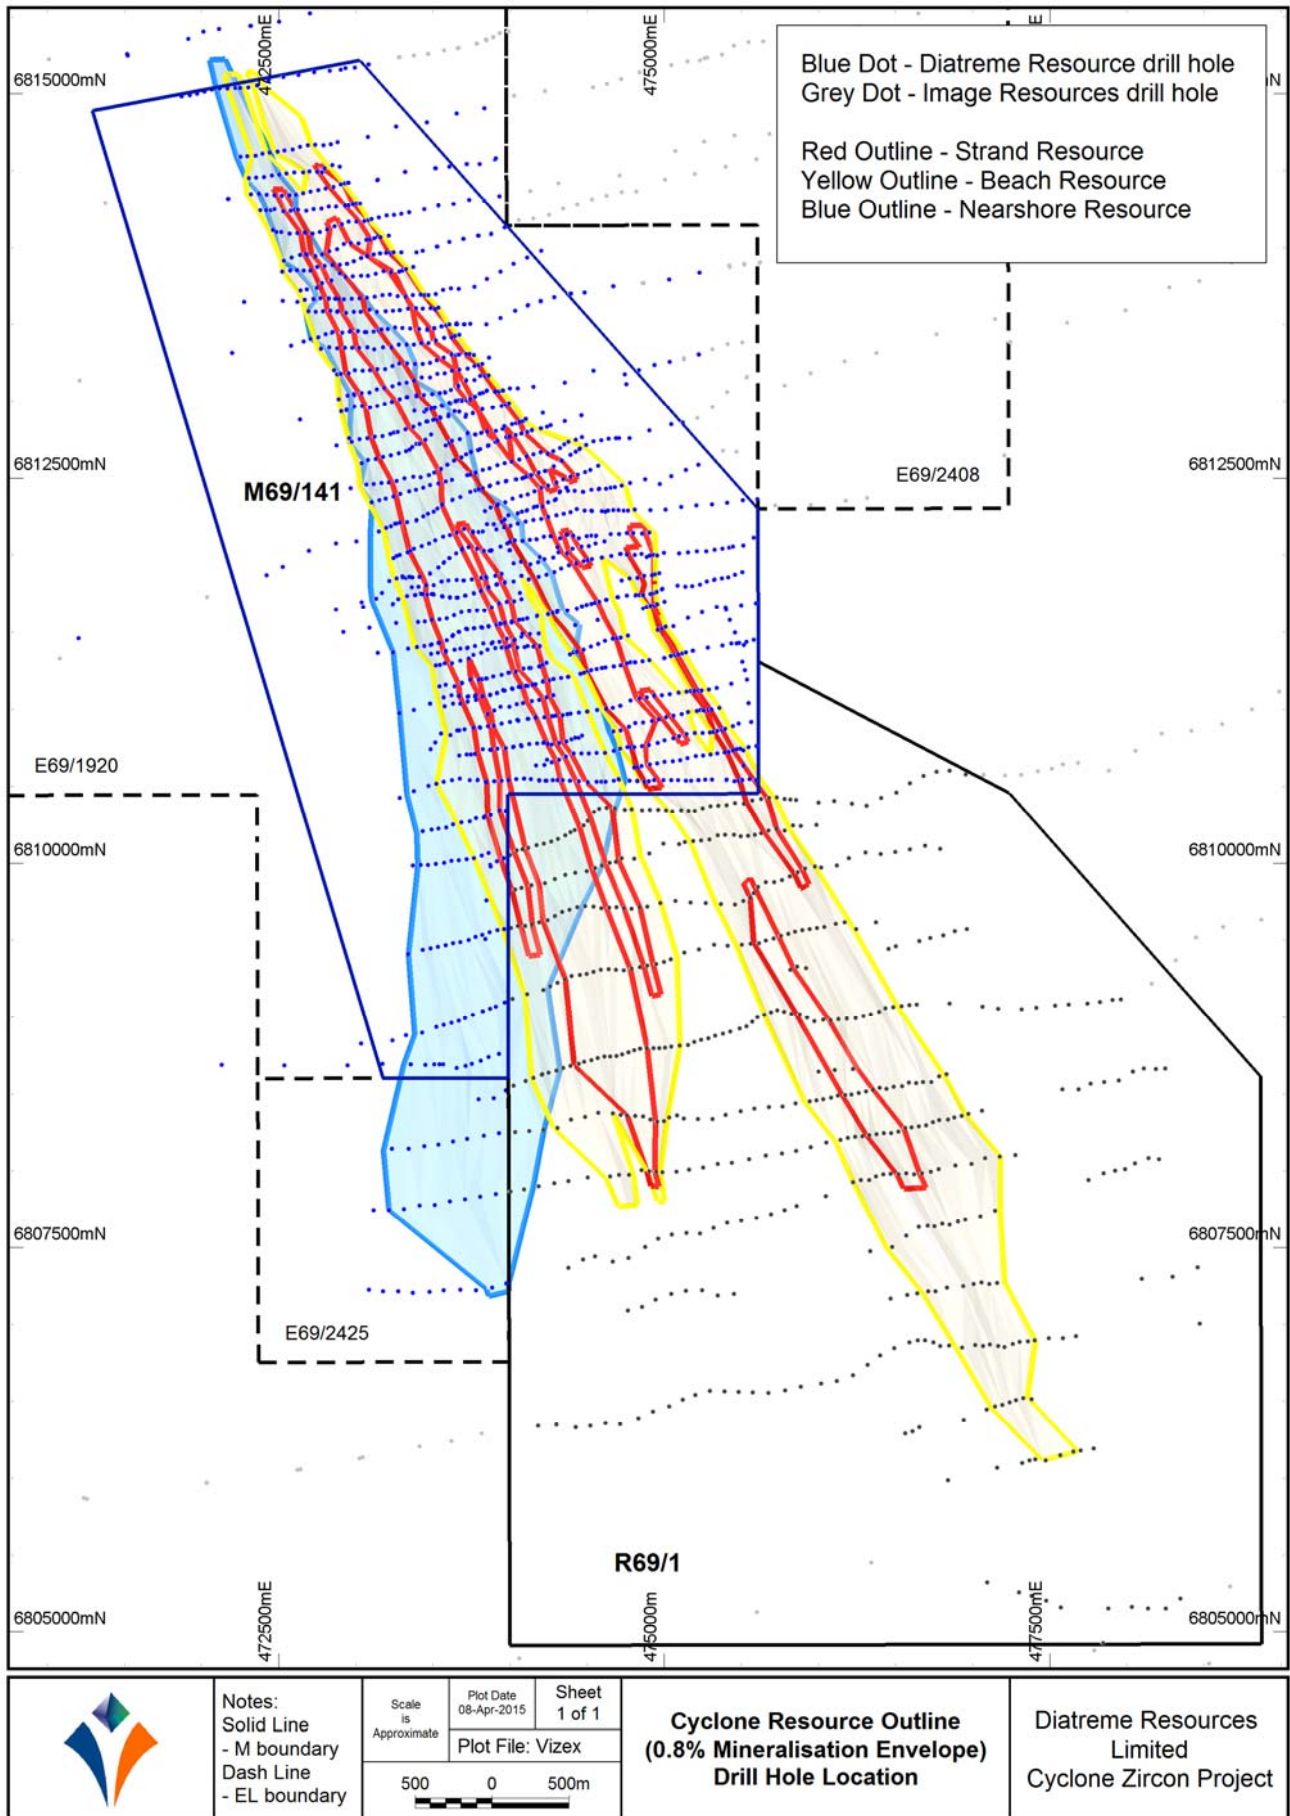 472500mE
475000mE
E
6815000mN
N
Blue Dot - Diatreme Resource drill hole
Grey Dot - Image Resources drill hole
Red Outline - Strand Resource
Yellow Outline - Beach Resource
Blue Outline - Nearshore Resource
6812500mN
6812500mN
M69/141
E69/2408
E69/1920
6810000mN
6810000mN
6807500mN
6807500mN
E69/2425
R69/1
472500mE
475000m
477500mE
6805000mN
6805000mN
Notes:
Solid Line
- M boundary
Dash Line
- EL boundary
Scale
is
Approximate
Plot Date
08-Apr-2015
Sheet
1 of 1
Plot File: Vizex
500 0 500m
Cyclone Resource Outline
(0.8% Mineralisation Envelope)
Drill Hole Location
Diatreme Resources
Limited
Cyclone Zircon Project